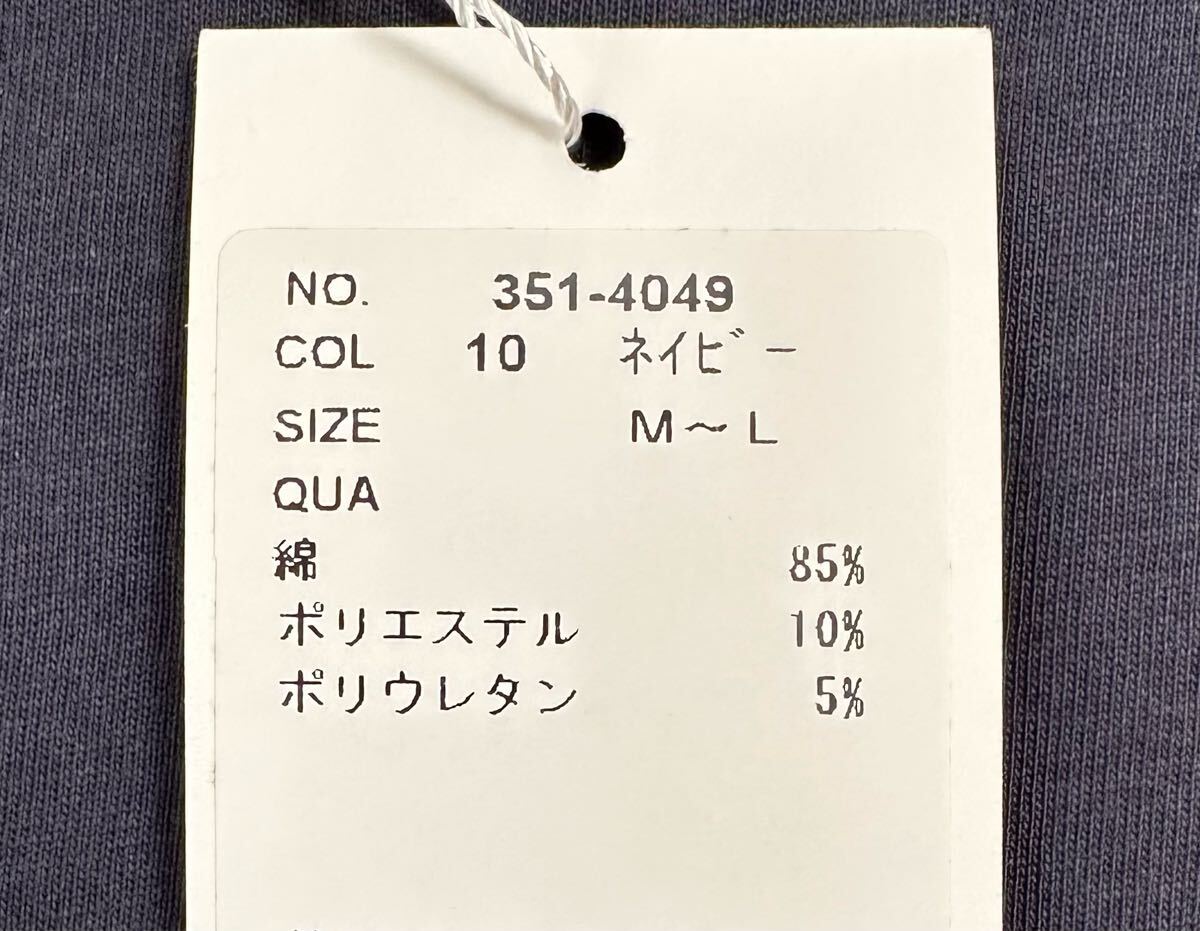 NO. 351-4049
COL 10 ネイビー
SIZE M～L
QUA
綿 85%
ポリエステル 10%
ポリウレタン 5%